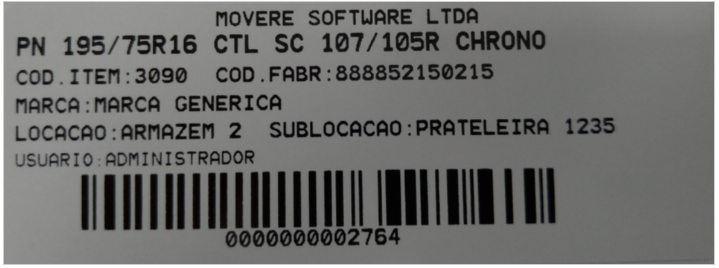 MOVERE SOFTWARE LTDA
PN 195/75R16 CTL SC 107/105R CHRONO
COD.ITEM:3090 COD.FABR:888852150215
MARCA:MARCA GENERICA
LOCACAO:ARMAZEM 2 SUBLOCACAO:PRATELEIRA 1235
USUARIO:ADMINISTRADOR
0000000002764